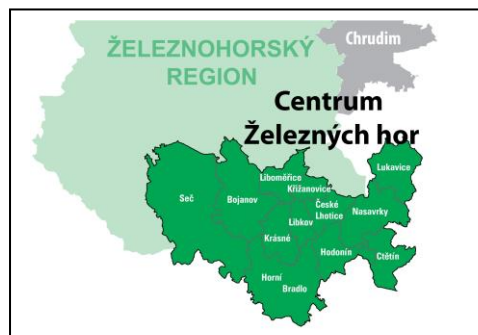 ŽELEZNOHORSKÝ
REGION
Chrudim
Centrum
Železných hor
Lukavice
Liboměřice
Křižanovice
Seč
Bojanov
České
Lhotice
Nasavrky
Libkov
Krásné
Hodonín
Ctětín
Horní
Bradlo